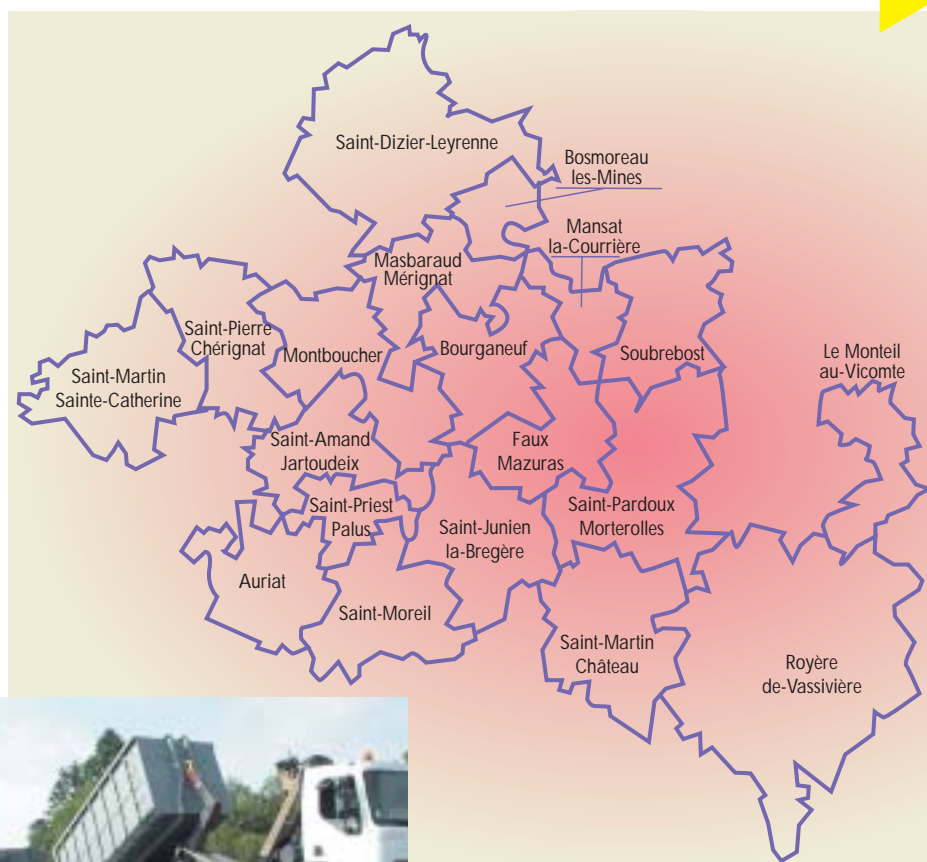 Saint-Dizier-Leyrenne
Bosmoreau
les-Mines
Mansat
la-Courrière
Masbaraud
Mérignat
Saint-Pierre
Chérignat
Montboucher
Bourganeuf
Soubrebost
Le Monteil
au-Vicomte
Saint-Martin
Sainte-Catherine
Saint-Amand
Jartoudeix
Faux
Mazuras
Saint-Priest
Palus
Saint-Junien
la-Bregère
Saint-Pardoux
Morterolles
Auriat
Saint-Moreil
Saint-Martin
Château
Royère
de-Vassivière